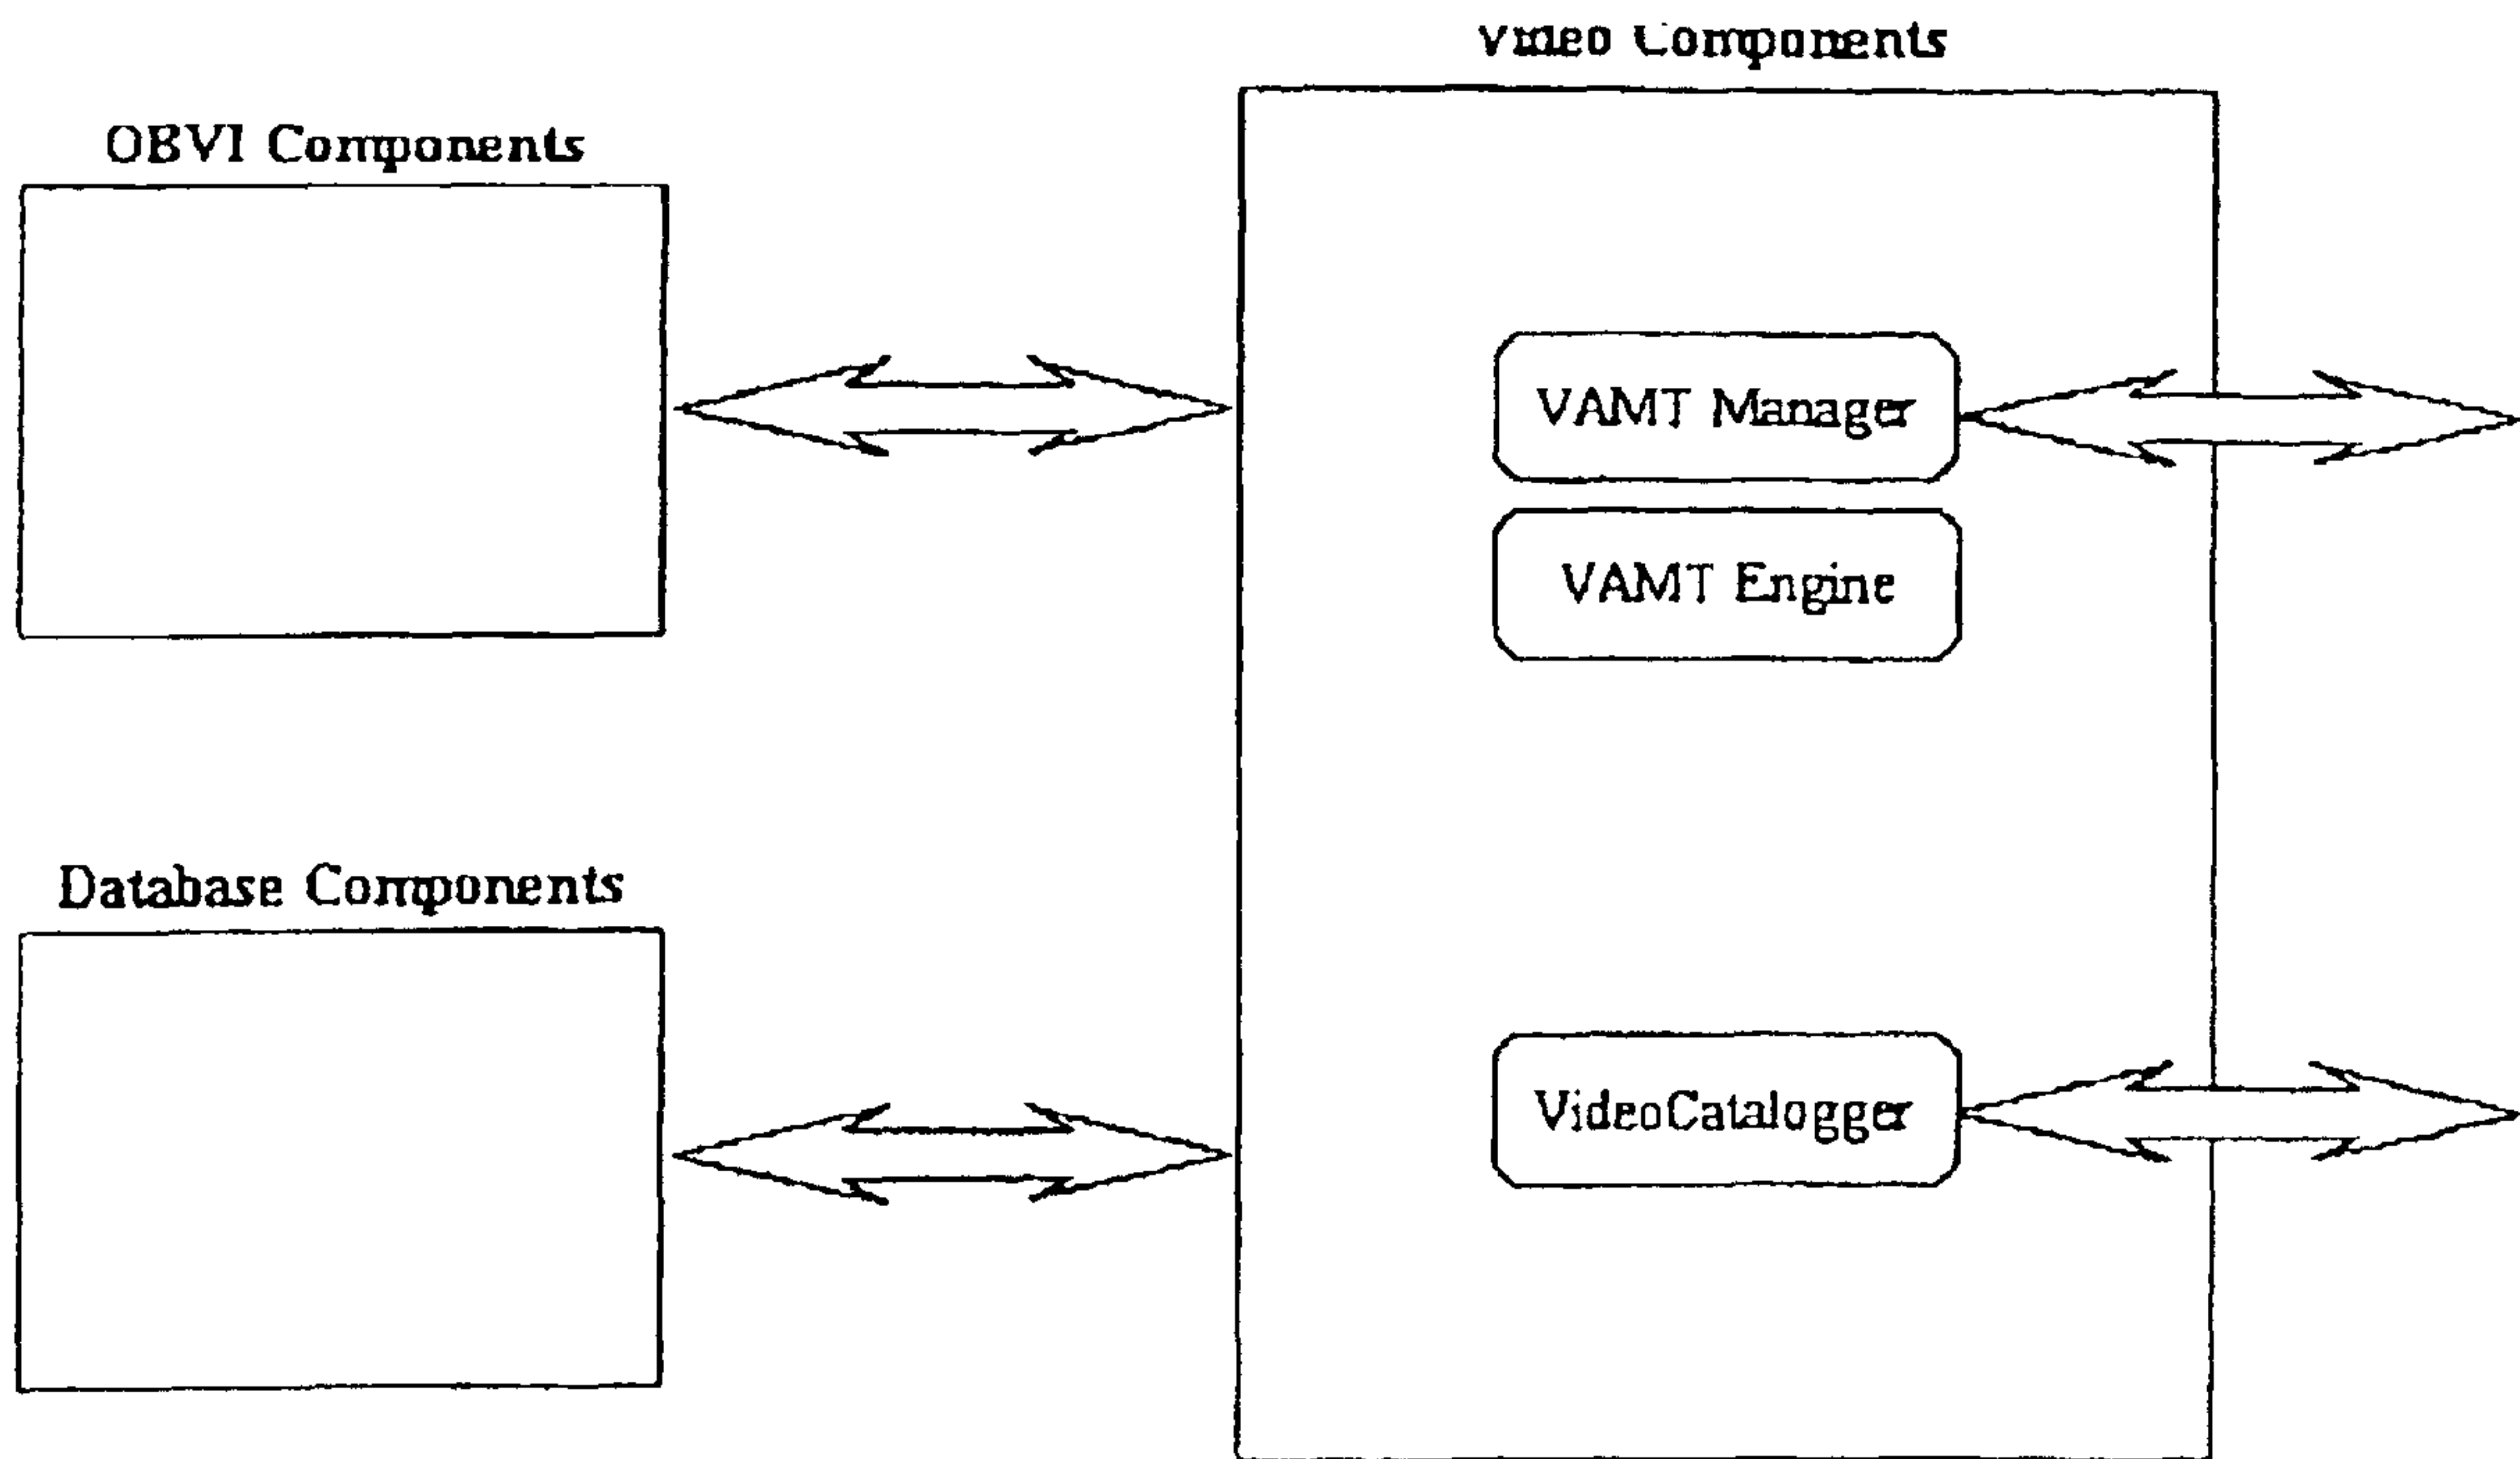 Video Components
OBVI Components
VAMT Manager
VAMT Engine
Database Components
VideoCatalogger